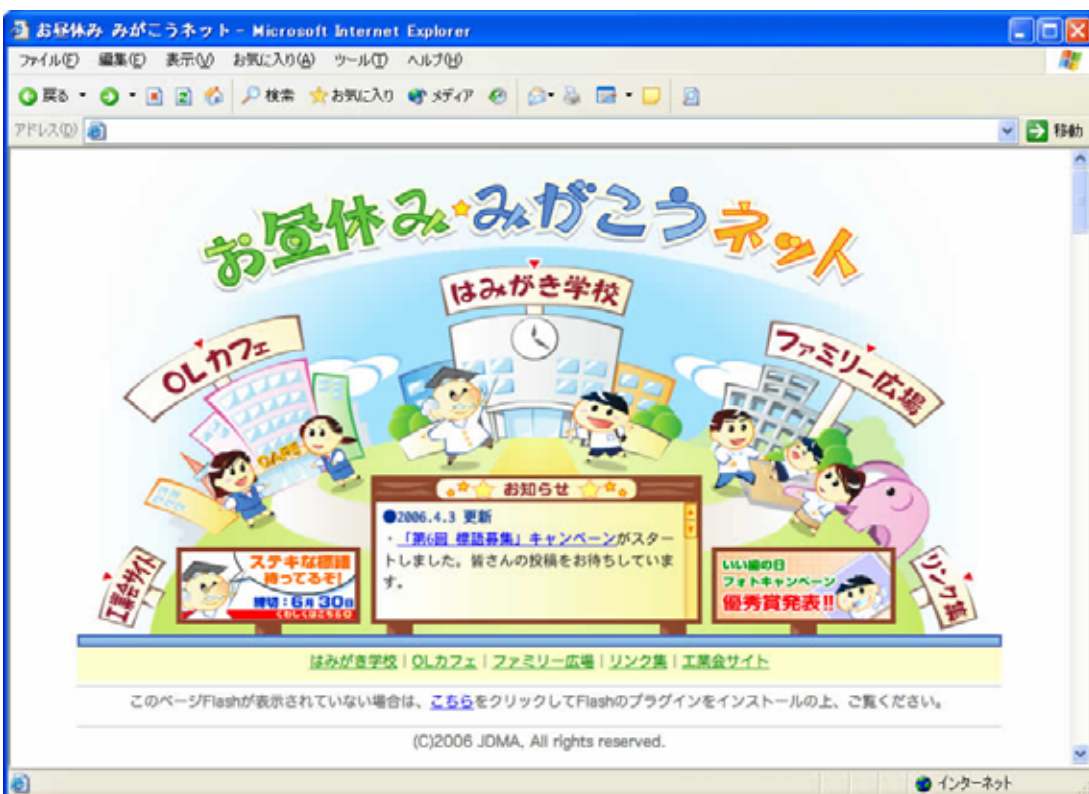 お昼休み みがこうネット - Microsoft Internet Explorer
ファイル(F) 編集(E) 表示(V) お気に入り(A) ツール(T) ヘルプ(H)
戻る 検索 お気に入り メディア
アドレス(D) 移動
お昼休み★みがこうネット
はみがき学校
OLカフェ
ファミリー広場
CAFE
お知らせ
●2006.4.3 更新
・「第6回 標語募集」キャンペーンがスター
トしました。皆さんの投稿をお待ちしていま
す。
工業会サイト
ステキな標語
待ってるぞ!
締切:6月30日
くわしくはこちら
いい歯の日
フォトキャンペーン
優秀賞発表!!
リンク集
はみがき学校 | OLカフェ | ファミリー広場 | リンク集 | 工業会サイト
このページFlashが表示されていない場合は、こちらをクリックしてFlashのプラグインをインストールの上、ご覧ください。
(C)2006 JDMA, All rights reserved.
インターネット